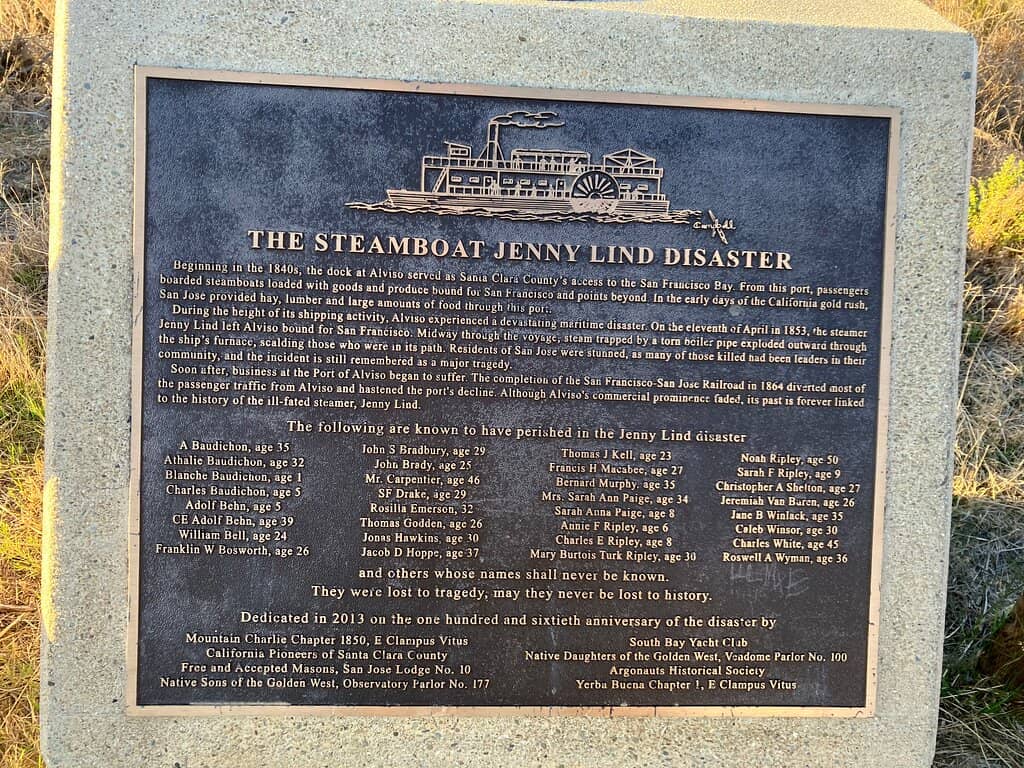 Campbell
THE STEAMBOAT JENNY LIND DISASTER
Beginning in the 1840s, the dock at Alviso served as Santa Clara County's access to the San Francisco Bay. From this port, passengers
boarded steamboats loaded with goods and produce bound for San Francisco and points beyond. In the early days of the California gold rush,
San Jose provided hay, lumber and large amounts of food through this port.
During the height of its shipping activity, Alviso experienced a devastating maritime disaster. On the eleventh of April in 1853, the steamer
Jenny Lind left Alviso bound for San Francisco. Midway through the voyage, steam trapped by a torn boiler pipe exploded outward through
the ship's furnace, scalding those who were in its path. Residents of San Jose were stunned, as many of those killed had been leaders in their
community, and the incident is still remembered as a major tragedy.
Soon after, business at the Port of Alviso began to suffer. The completion of the San Francisco-San Jose Railroad in 1864 diverted most of
the passenger traffic from Alviso and hastened the port's decline. Although Alviso's commercial prominence faded, its past is forever linked
to the history of the ill-fated steamer, Jenny Lind.
The following are known to have perished in the Jenny Lind disaster
A Baudichon, age 35
Athalie Baudichon, age 32
Blanche Baudichon, age 1
Charles Baudichon, age 5
Adolf Behn, age 5
CE Adolf Behn, age 39
William Bell, age 24
Franklin W Bosworth, age 26
John S Bradbury, age 29
John Brady, age 25
Mr. Carpentier, age 46
SF Drake, age 29
Rosilla Emerson, 32
Thomas Godden, age 26
Jonas Hawkins, age 30
Jacob D Hoppe, age 37
Thomas J Kell, age 23
Francis H Macabee, age 27
Bernard Murphy, age 35
Mrs. Sarah Ann Paige, age 34
Sarah Anna Paige, age 8
Annie F Ripley, age 6
Charles E Ripley, age 8
Mary Burtois Turk Ripley, age 30
Noah Ripley, age 50
Sarah F Ripley, age 9
Christopher A Shelton, age 27
Jeremiah Van Buren, age 26
Jane B Winlack, age 35
Caleb Winsor, age 30
Charles White, age 45
Roswell A Wyman, age 36
and others whose names shall never be known.
They were lost to tragedy, may they never be lost to history.
Dedicated in 2013 on the one hundred and sixtieth anniversary of the disaster by
Mountain Charlie Chapter 1850, E Clampus Vitus
California Pioneers of Santa Clara County
Free and Accepted Masons, San Jose Lodge No. 10
Native Sons of the Golden West, Observatory Parlor No. 177
South Bay Yacht Club
Native Daughters of the Golden West, Vendome Parlor No. 100
Argonauts Historical Society
Yerba Buena Chapter 1, E Clampus Vitus